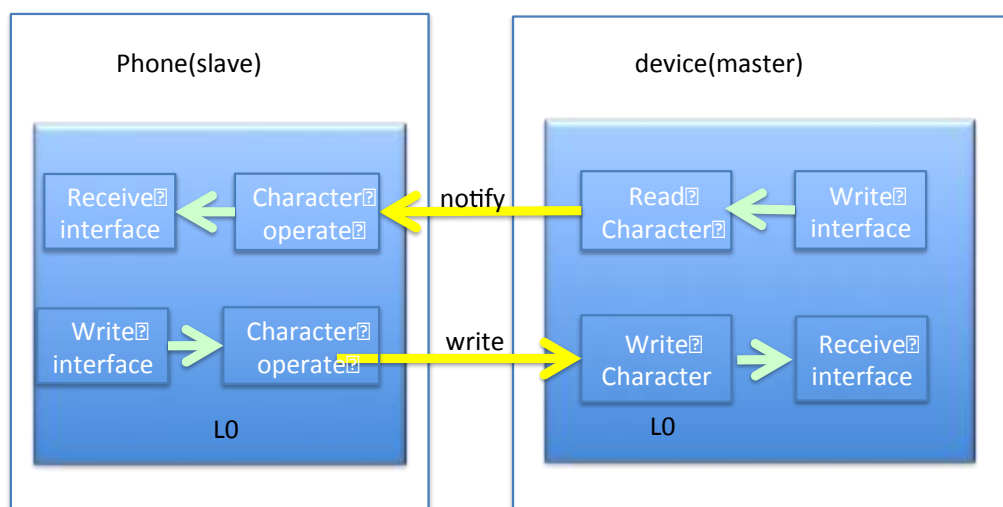 Phone(slave)
device(master)
Receive
interface
Character
operate
notify
Read
Character
Write
interface
Write
interface
Character
operate
write
Write
Character
Receive
interface
L0
L0